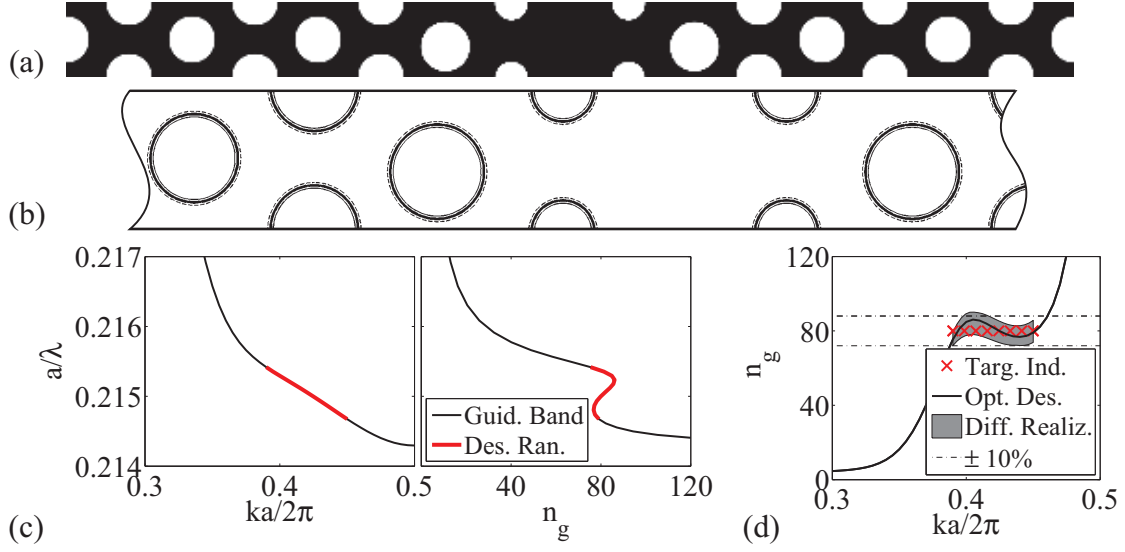 (a)
(b)
0.217
0.216
0.215
0.214
a/λ
0.3
0.4
0.5
ka/2π
(c)
40
80
120
n_g
Guid. Band
Des. Ran.
120
80
40
0
n_g
Targ. Ind.
Opt. Des.
Diff. Realiz.
± 10%
0.3
0.4
0.5
ka/2π
(d)